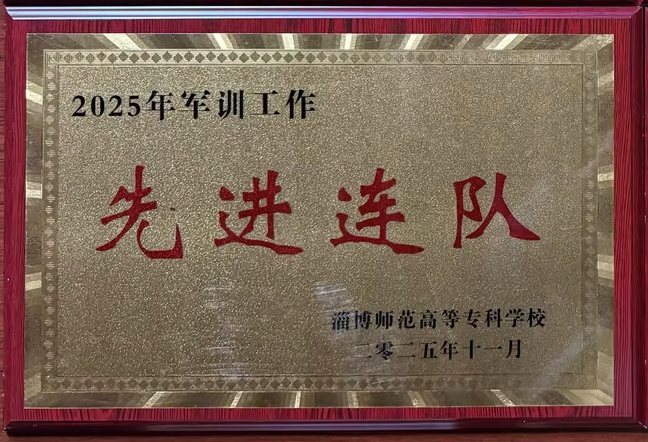 2025年军训工作
先进连队
淄博师范高等专科学校
二零二五年十一月